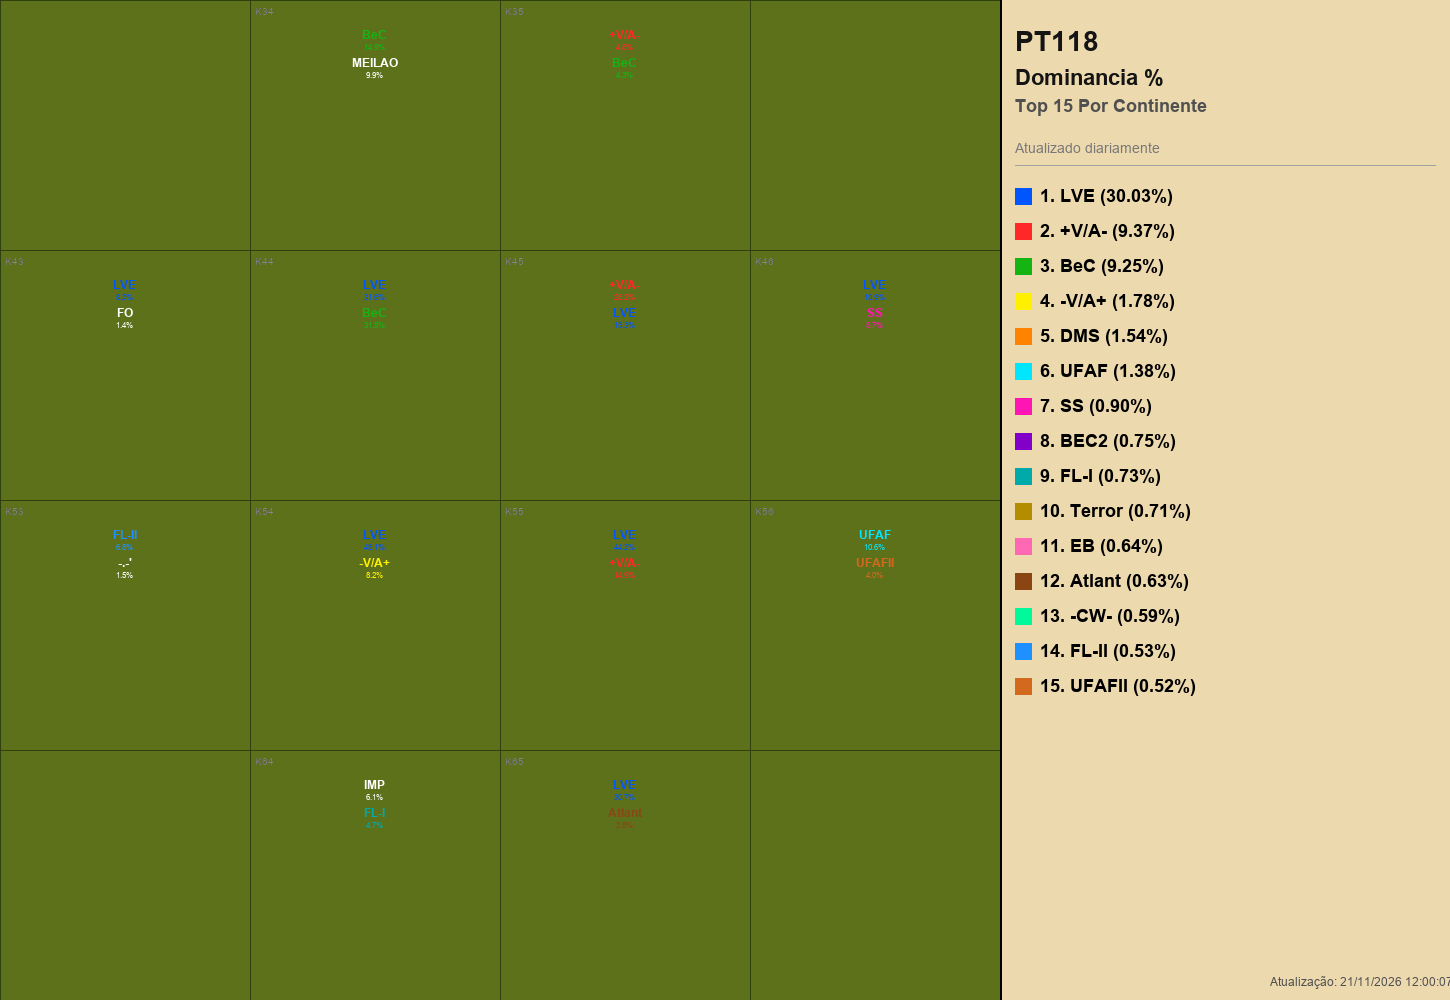 K34
BeC
MEILAO
9.9%
K35
+V/A-
BeC
K43
LVE
FO
1.4%
K44
LVE
BeC
K45
+V/A-
LVE
K46
LVE
SS
K53
FL-II
-.-'
1.5%
K54
LVE
-V/A+
8.2%
K55
LVE
+V/A-
K56
UFAF
10.6%
UFAFII
4.0%
K64
IMP
6.1%
FL-I
4.7%
K65
LVE
Atlant
PT118
Dominancia %
Top 15 Por Continente
Atualizado diariamente
1. LVE (30.03%)
2. +V/A- (9.37%)
3. BeC (9.25%)
4. -V/A+ (1.78%)
5. DMS (1.54%)
6. UFAF (1.38%)
7. SS (0.90%)
8. BEC2 (0.75%)
9. FL-I (0.73%)
10. Terror (0.71%)
11. EB (0.64%)
12. Atlant (0.63%)
13. -CW- (0.59%)
14. FL-II (0.53%)
15. UFAFII (0.52%)
Atualização: 21/11/2026 12:00:07